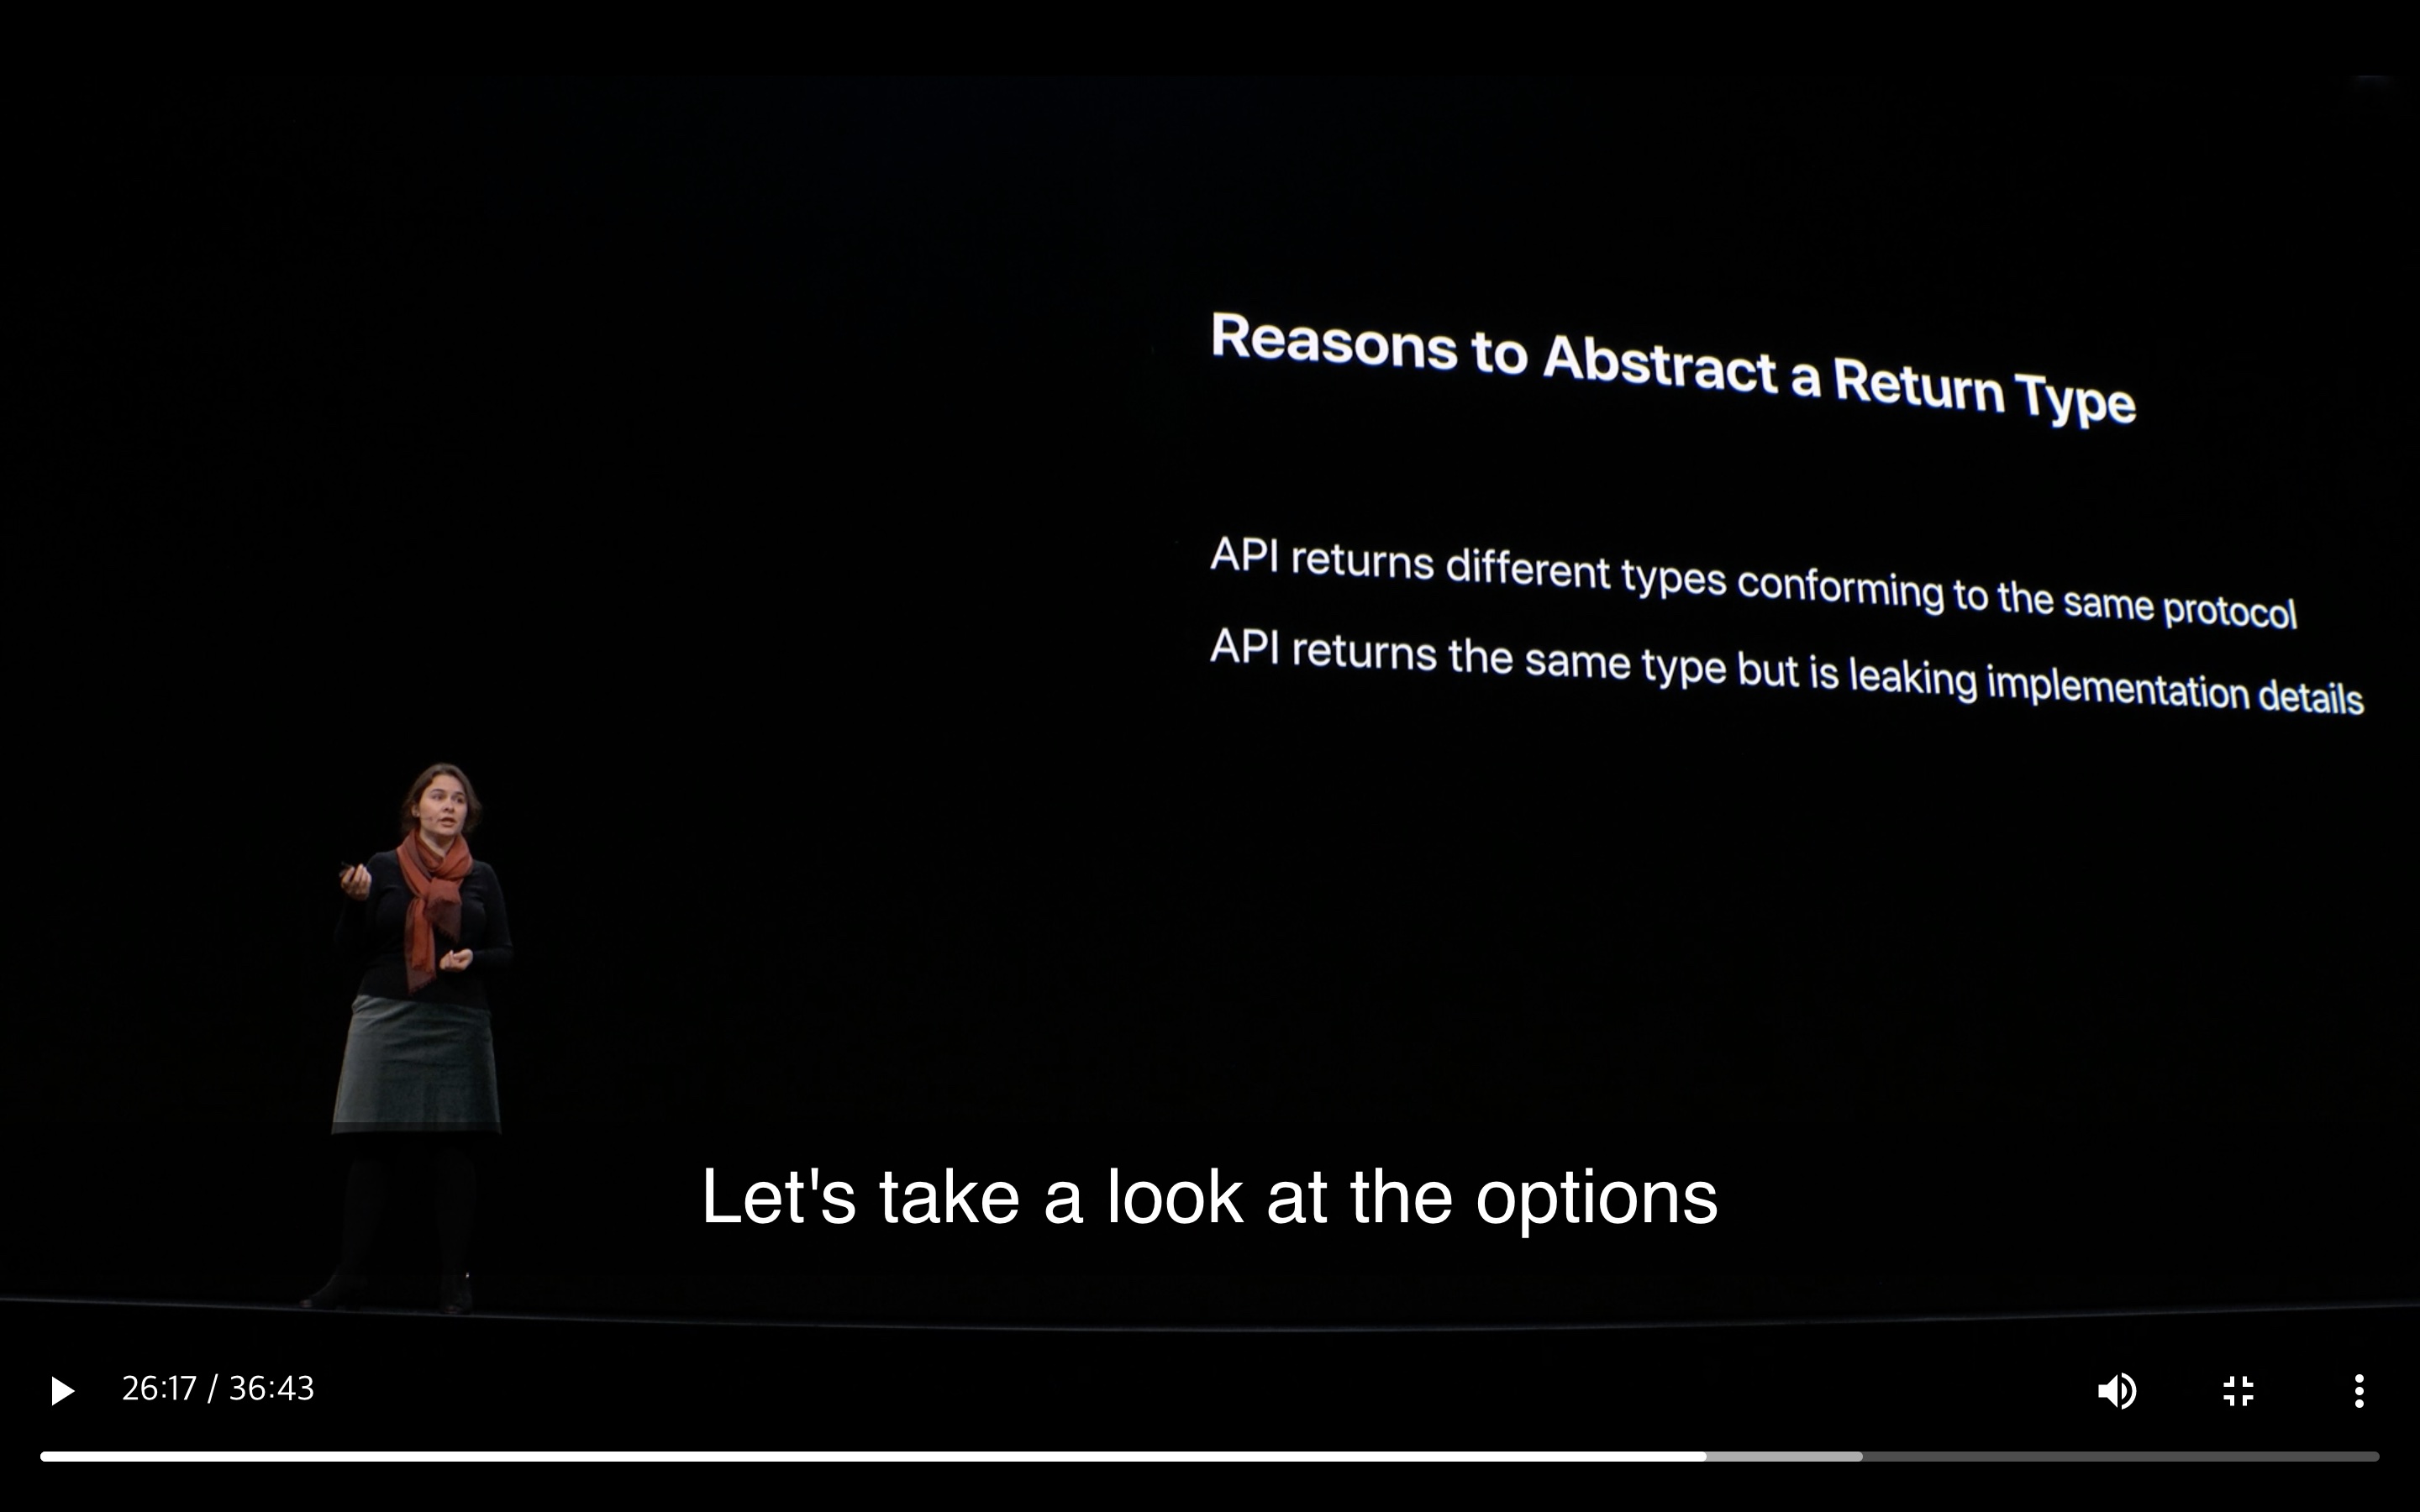 Reasons to Abstract a Return Type
API returns different types conforming to the same protocol
API returns the same type but is leaking implementation details
Let's take a look at the options
26:17 / 36:43